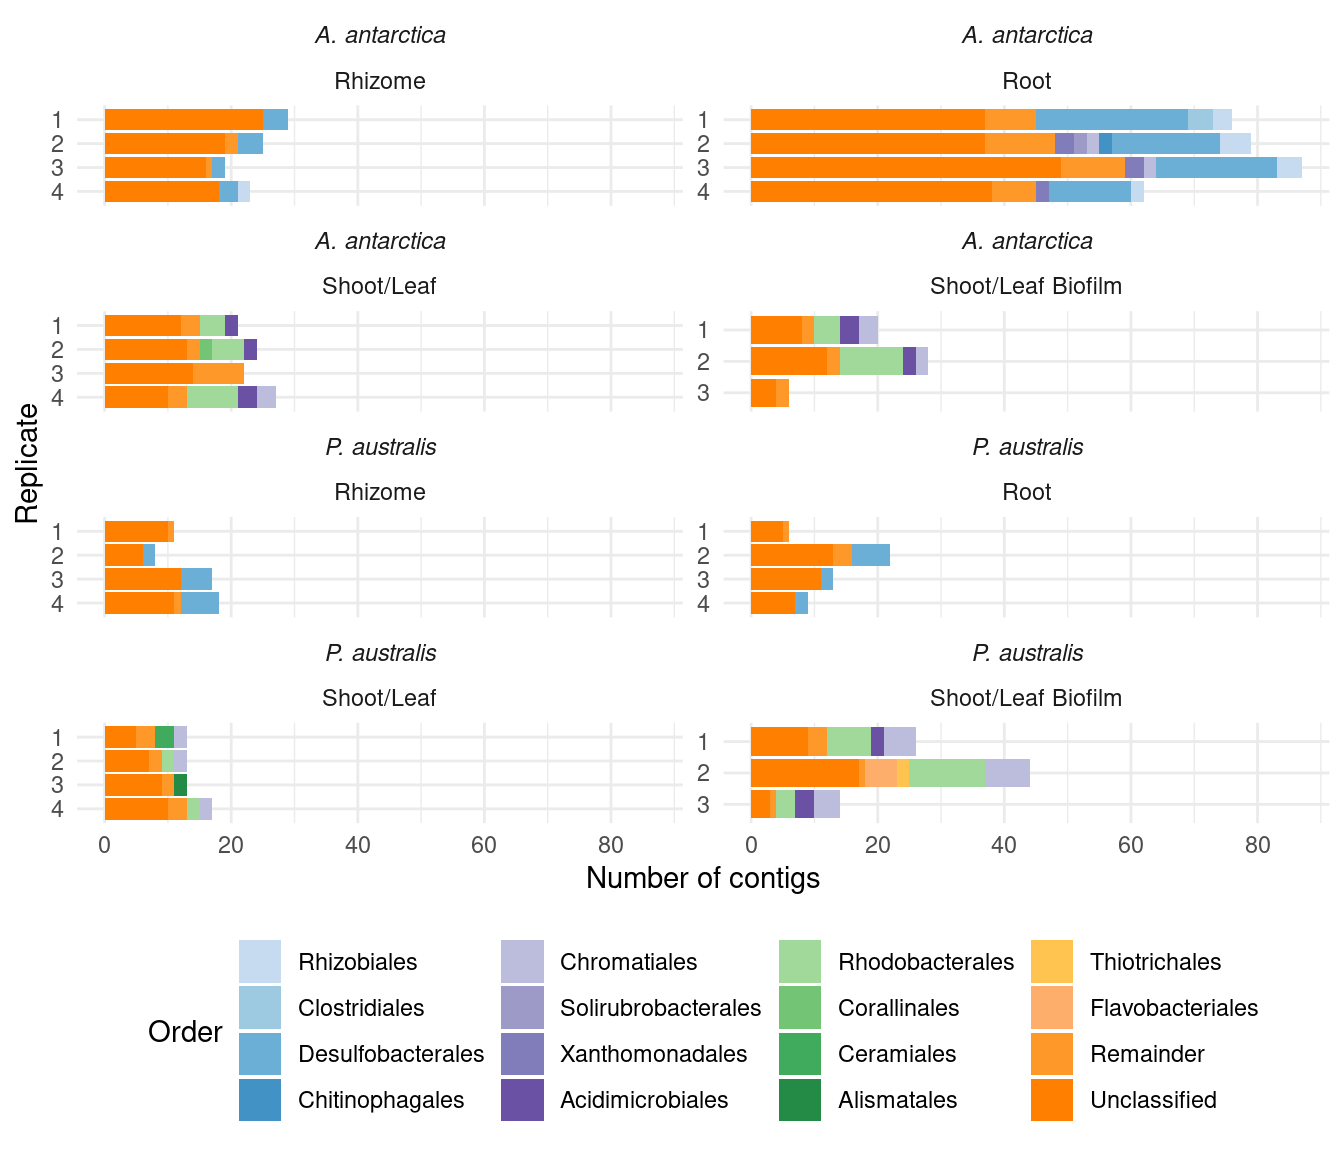 A. antarctica
A. antarctica
Rhizome
Root
1
2
3
4
1
2
3
4
A. antarctica
A. antarctica
Shoot/Leaf
Shoot/Leaf Biofilm
1
2
3
4
1
2
3
P. australis
P. australis
Rhizome
Root
1
2
3
4
1
2
3
4
P. australis
P. australis
Shoot/Leaf
Shoot/Leaf Biofilm
1
2
3
4
1
2
3
0 20 40 60 80
0 20 40 60 80
Replicate
Number of contigs
Order
Rhizobiales
Clostridiales
Desulfobacterales
Chitinophagales
Chromatiales
Solirubrobacterales
Xanthomonadales
Acidimicrobiales
Rhodobacterales
Corallinales
Ceramiales
Alismatales
Thiotrichales
Flavobacteriales
Remainder
Unclassified